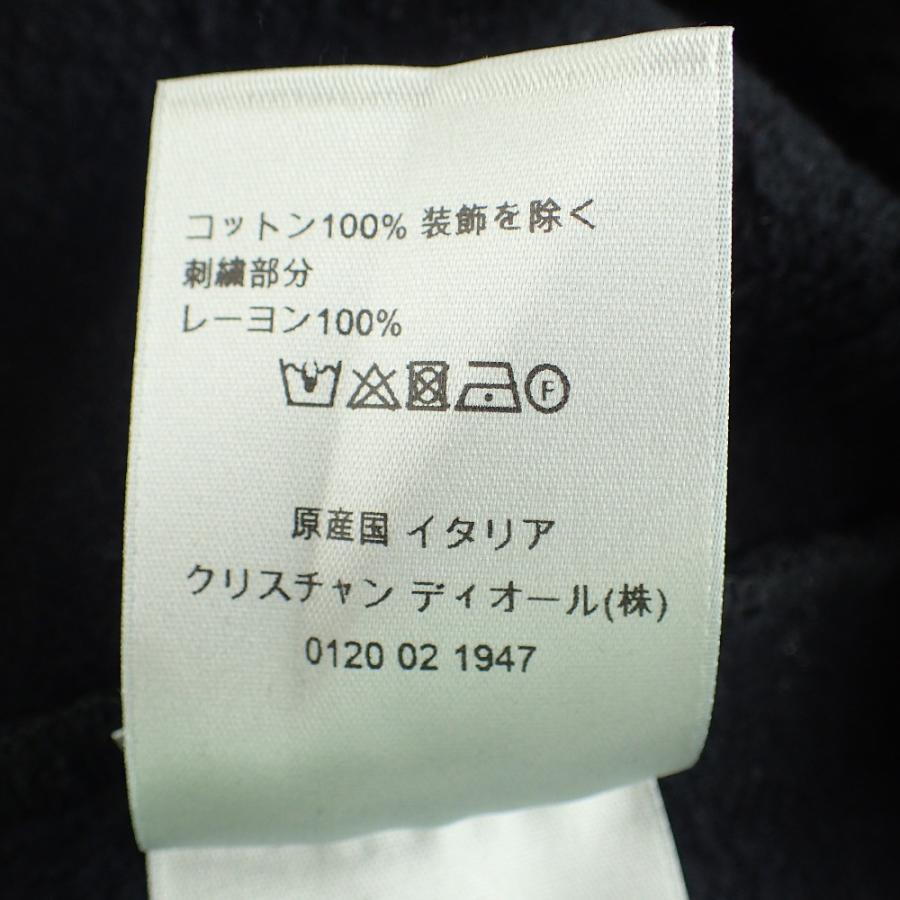 コットン100% 装飾を除く
刺繍部分
レーヨン100%
F
原産国 イタリア
クリスチャン ディオール(株)
0120 02 1947